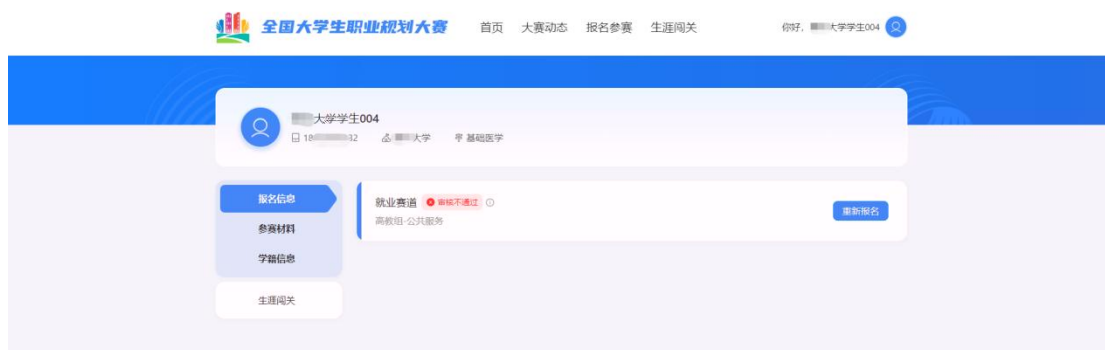 全国大学生职业规划大赛 首页 大赛动态 报名参赛 生涯闯关 你好, 大学学生004
大学学生004
18 32 大学 基础医学
报名信息
参赛材料
学籍信息
生涯闯关
就业赛道 审核不通过
高教组-公共服务
重新报名